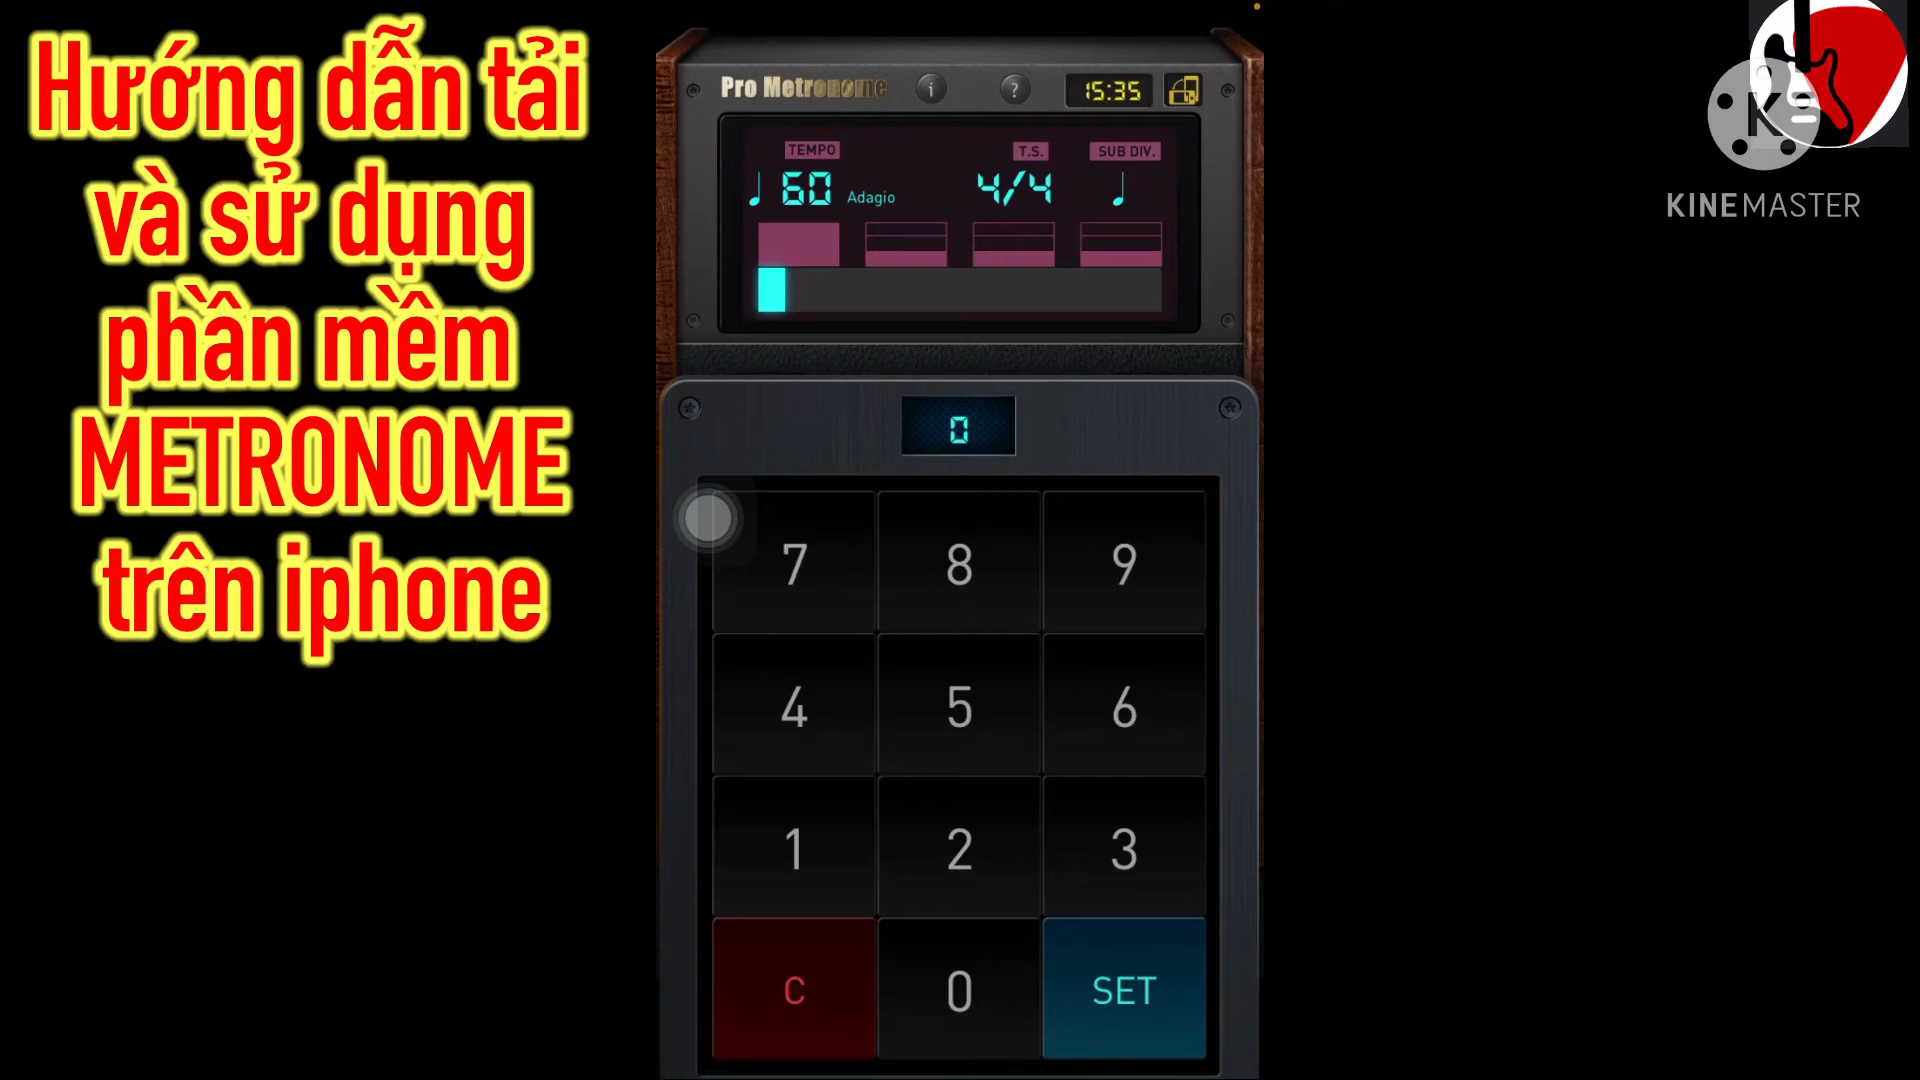 Hướng dẫn tải
và sử dụng
phần mềm
METRONOME
trên iphone
Pro Metronome i ? 15:35
TEMPO T.S. SUB DIV.
60 Adagio 4/4
0
7 8 9
4 5 6
1 2 3
C 0 SET
K
KINEMASTER